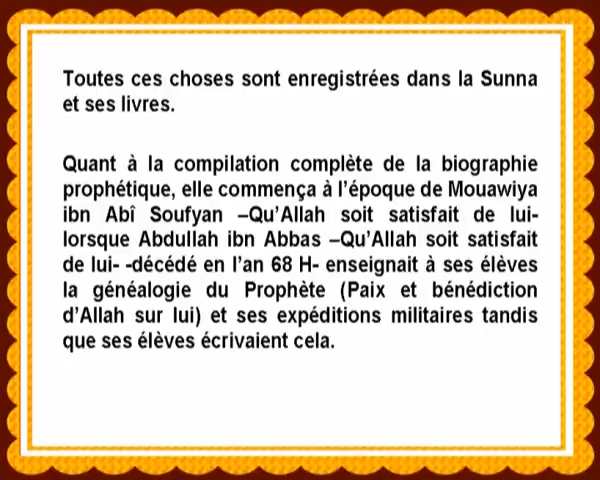 Toutes ces choses sont enregistrées dans la Sunna
et ses livres.
Quant à la compilation complète de la biographie
prophétique, elle commença à l'époque de Mouawiya
ibn Abî Soufyan –Qu'Allah soit satisfait de lui-
lorsque Abdullah ibn Abbas –Qu'Allah soit satisfait
de lui- -décédé en l'an 68 H- enseignait à ses élèves
la généalogie du Prophète (Paix et bénédiction
d'Allah sur lui) et ses expéditions militaires tandis
que ses élèves écrivaient cela.